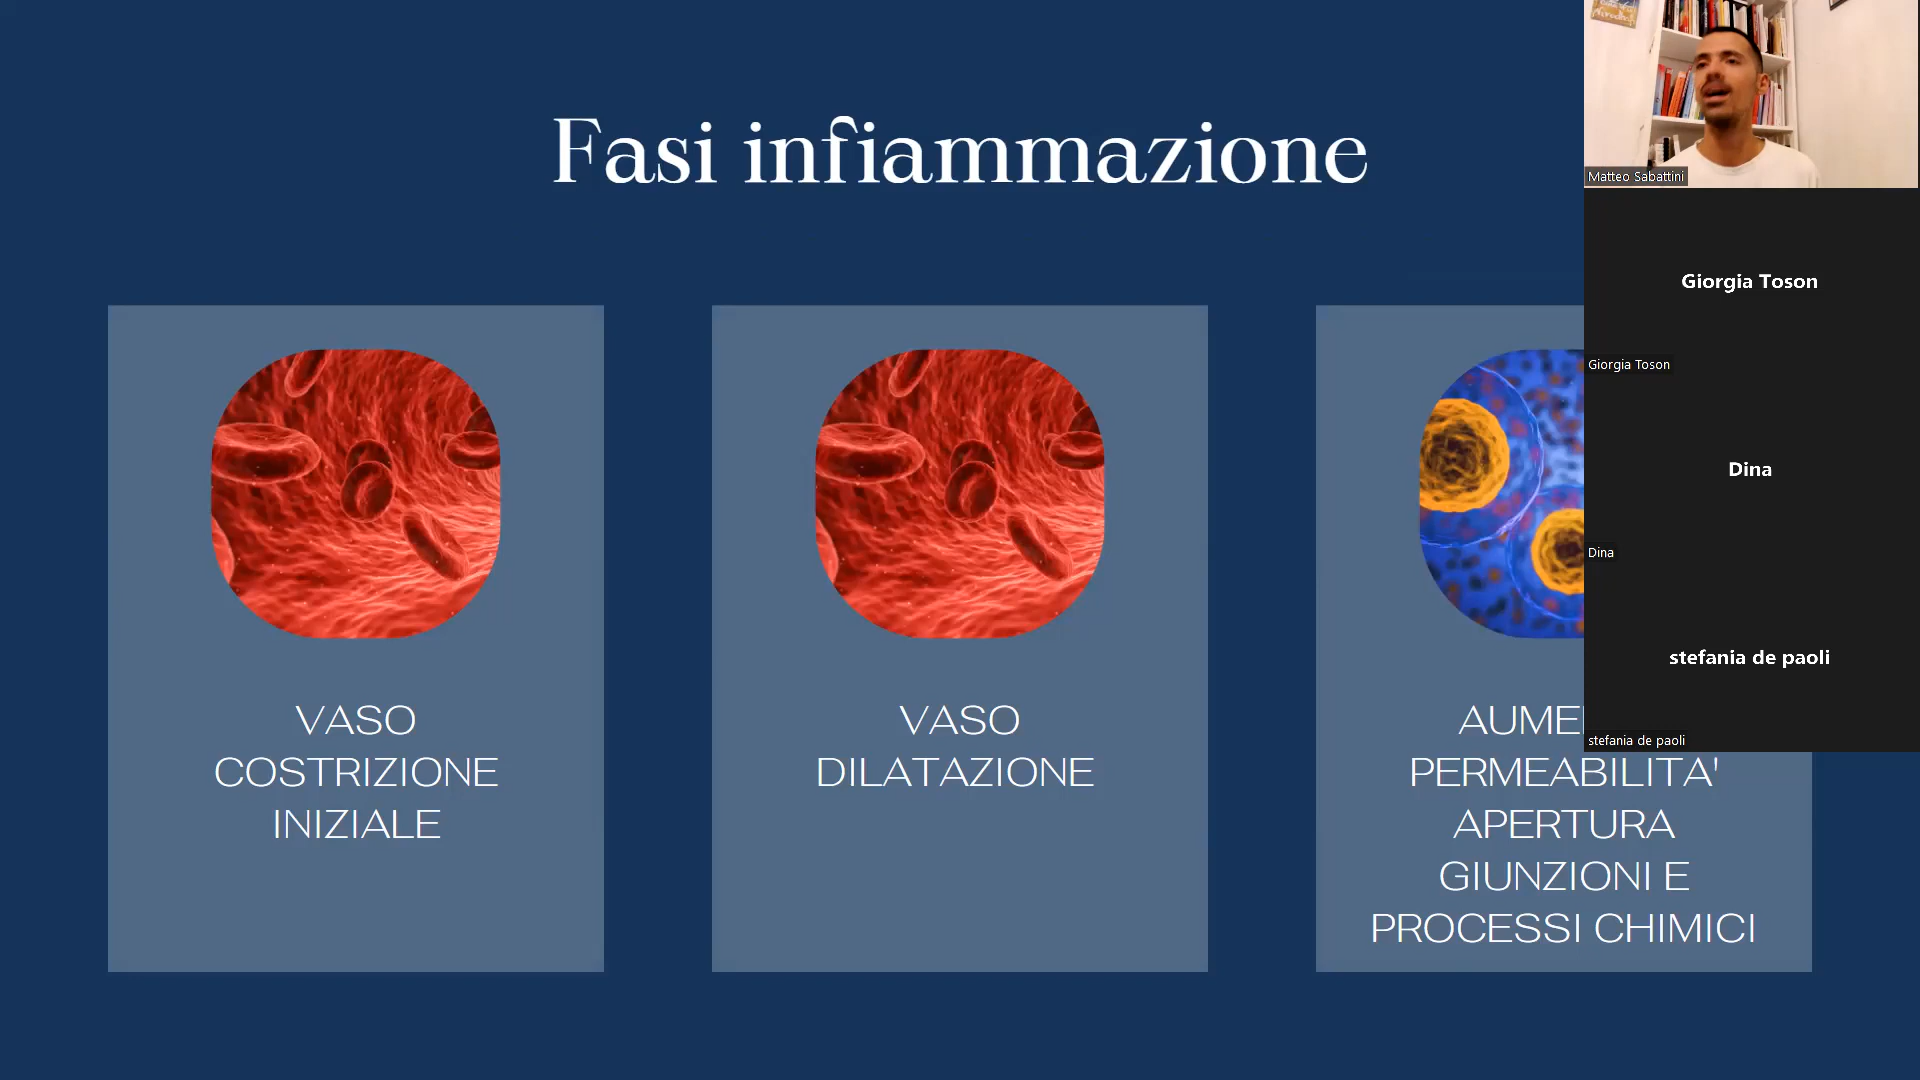 Fasi infiammazione
VASO
COSTRIZIONE
INIZIALE
VASO
DILATAZIONE
PERMEABILITA'
APERTURA
GIUNZIONI E
PROCESSI CHIMICI
Matteo Sabattini
Giorgia Toson
Giorgia Toson
Dina
Dina
stefania de paoli
stefania de paoli